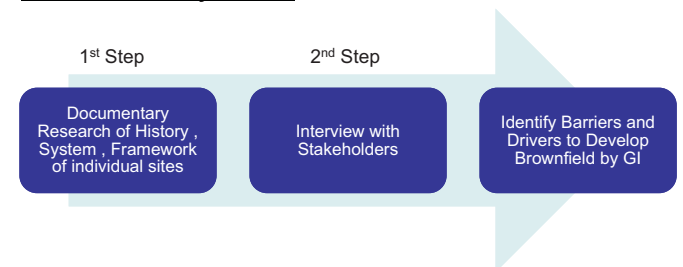 1st Step
2nd Step
Documentary
Research of History ,
System , Framework
of individual sites
Interview with
Stakeholders
Identify Barriers and
Drivers to Develop
Brownfield by GI